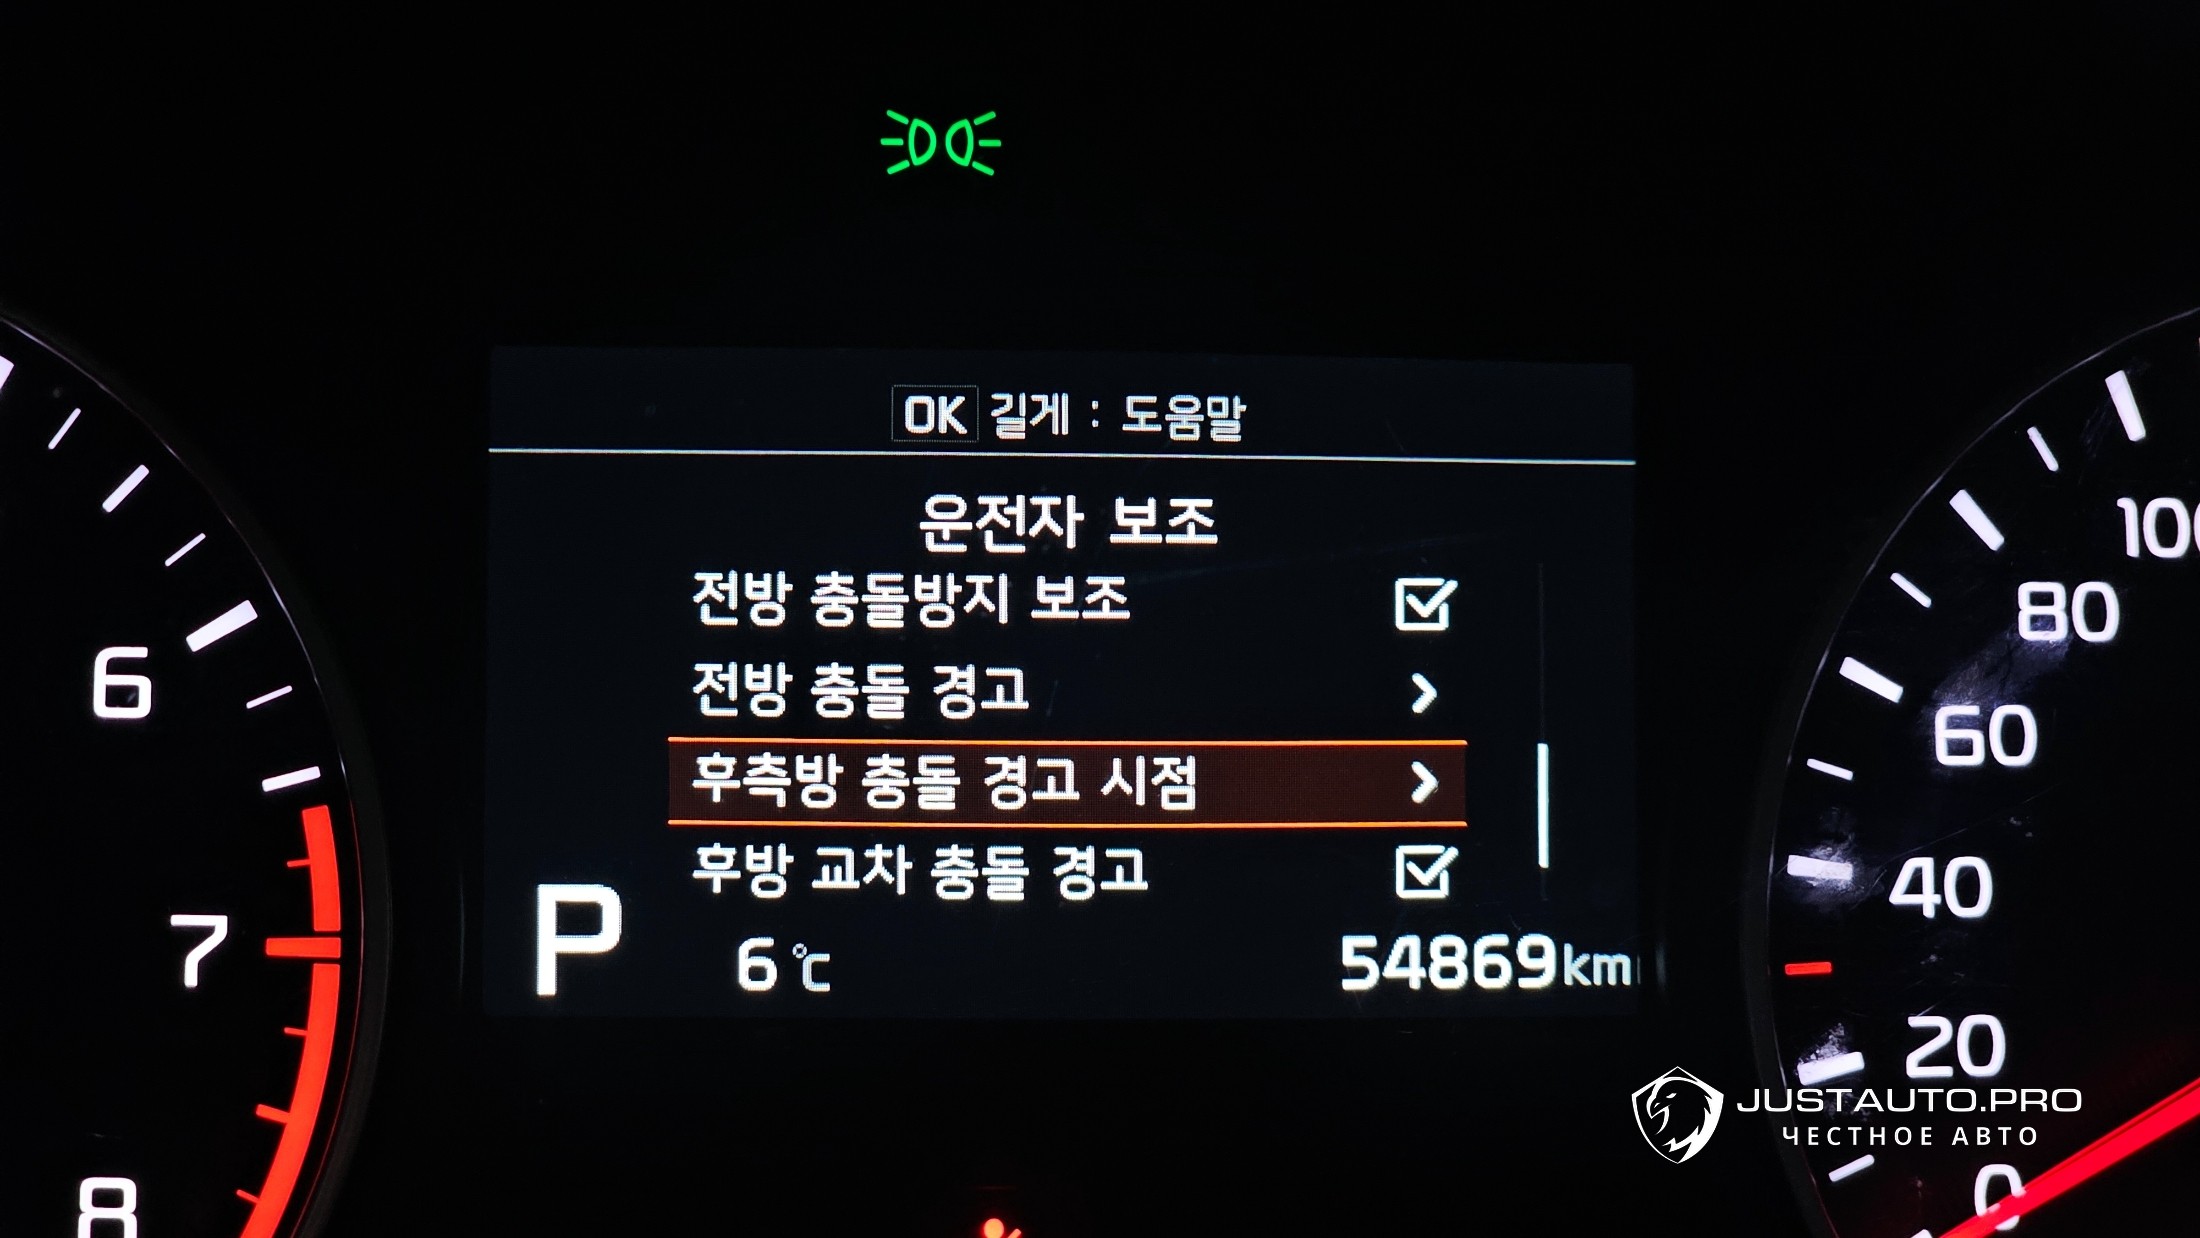 OK 길게 : 도움말
운전자 보조
전방 충돌방지 보조
전방 충돌 경고
후측방 충돌 경고 시점
후방 교차 충돌 경고
P 6℃ 54869km
6
7
8
100
80
60
40
20
0
JUSTAUTO.PRO
ЧЕСТНОЕ АВТО